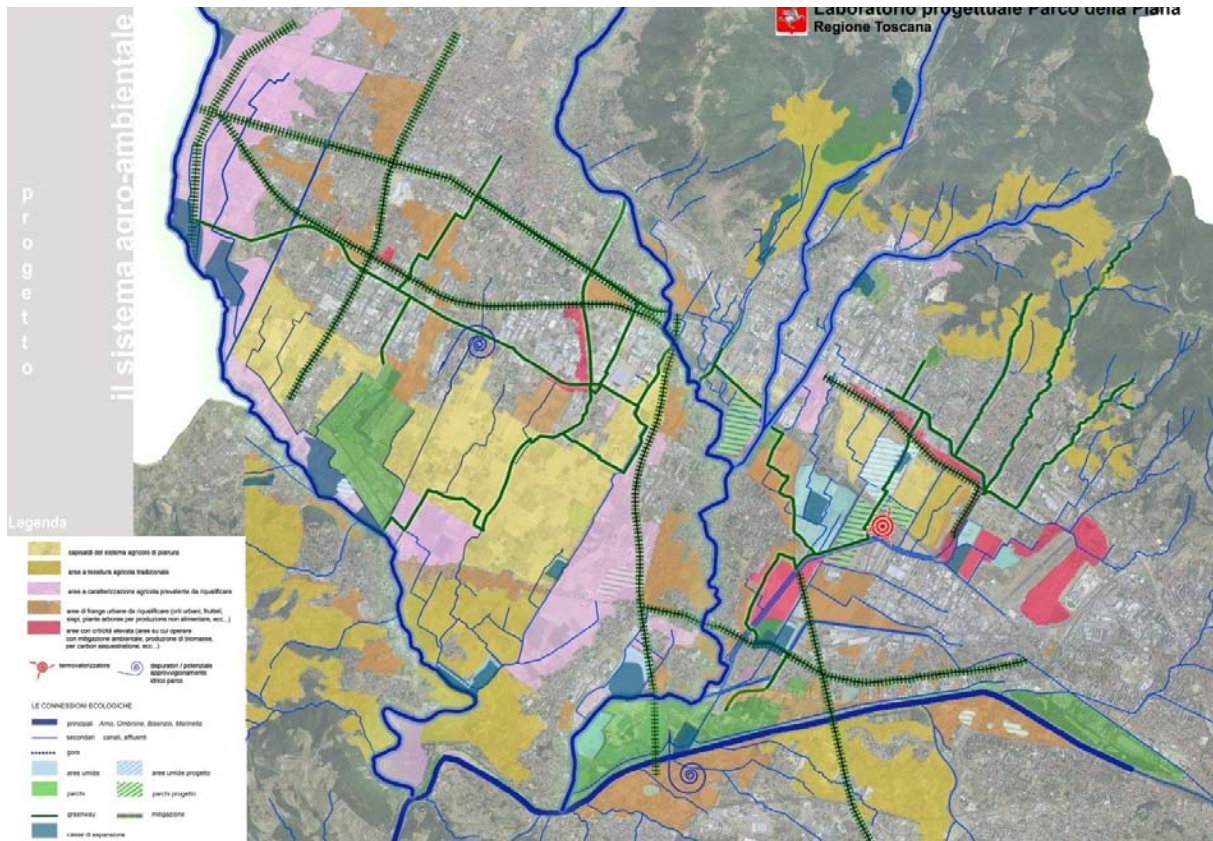 Laboratorio progettuale Parco della Piana
Regione Toscana
progetto
il sistema agro-ambientale
Legenda
capisaldi del sistema agricolo di pianura
aree a tessitura agricola tradizionale
aree a caratterizzazione agricola prevalente da riqualificare
aree di frange urbane da riqualificare (orti urbani, frutteti,
siepi, piante arboree per produzione non alimentare, ecc...)
aree con criticità elevata (aree su cui operare
con mitigazione ambientale, produzione di biomasse,
per carbon sequestration, ecc...)
termovalorizzatore
depuratori / potenziale
approvvigionamento
idrico parco
LE CONNESSIONI ECOLOGICHE
principali Arno, Ombrone, Bisenzio, Marinella
secondari canali, affluenti
gore
aree umide
aree umide progetto
parchi
parchi progetto
greenway
mitigazione
casse di espansione